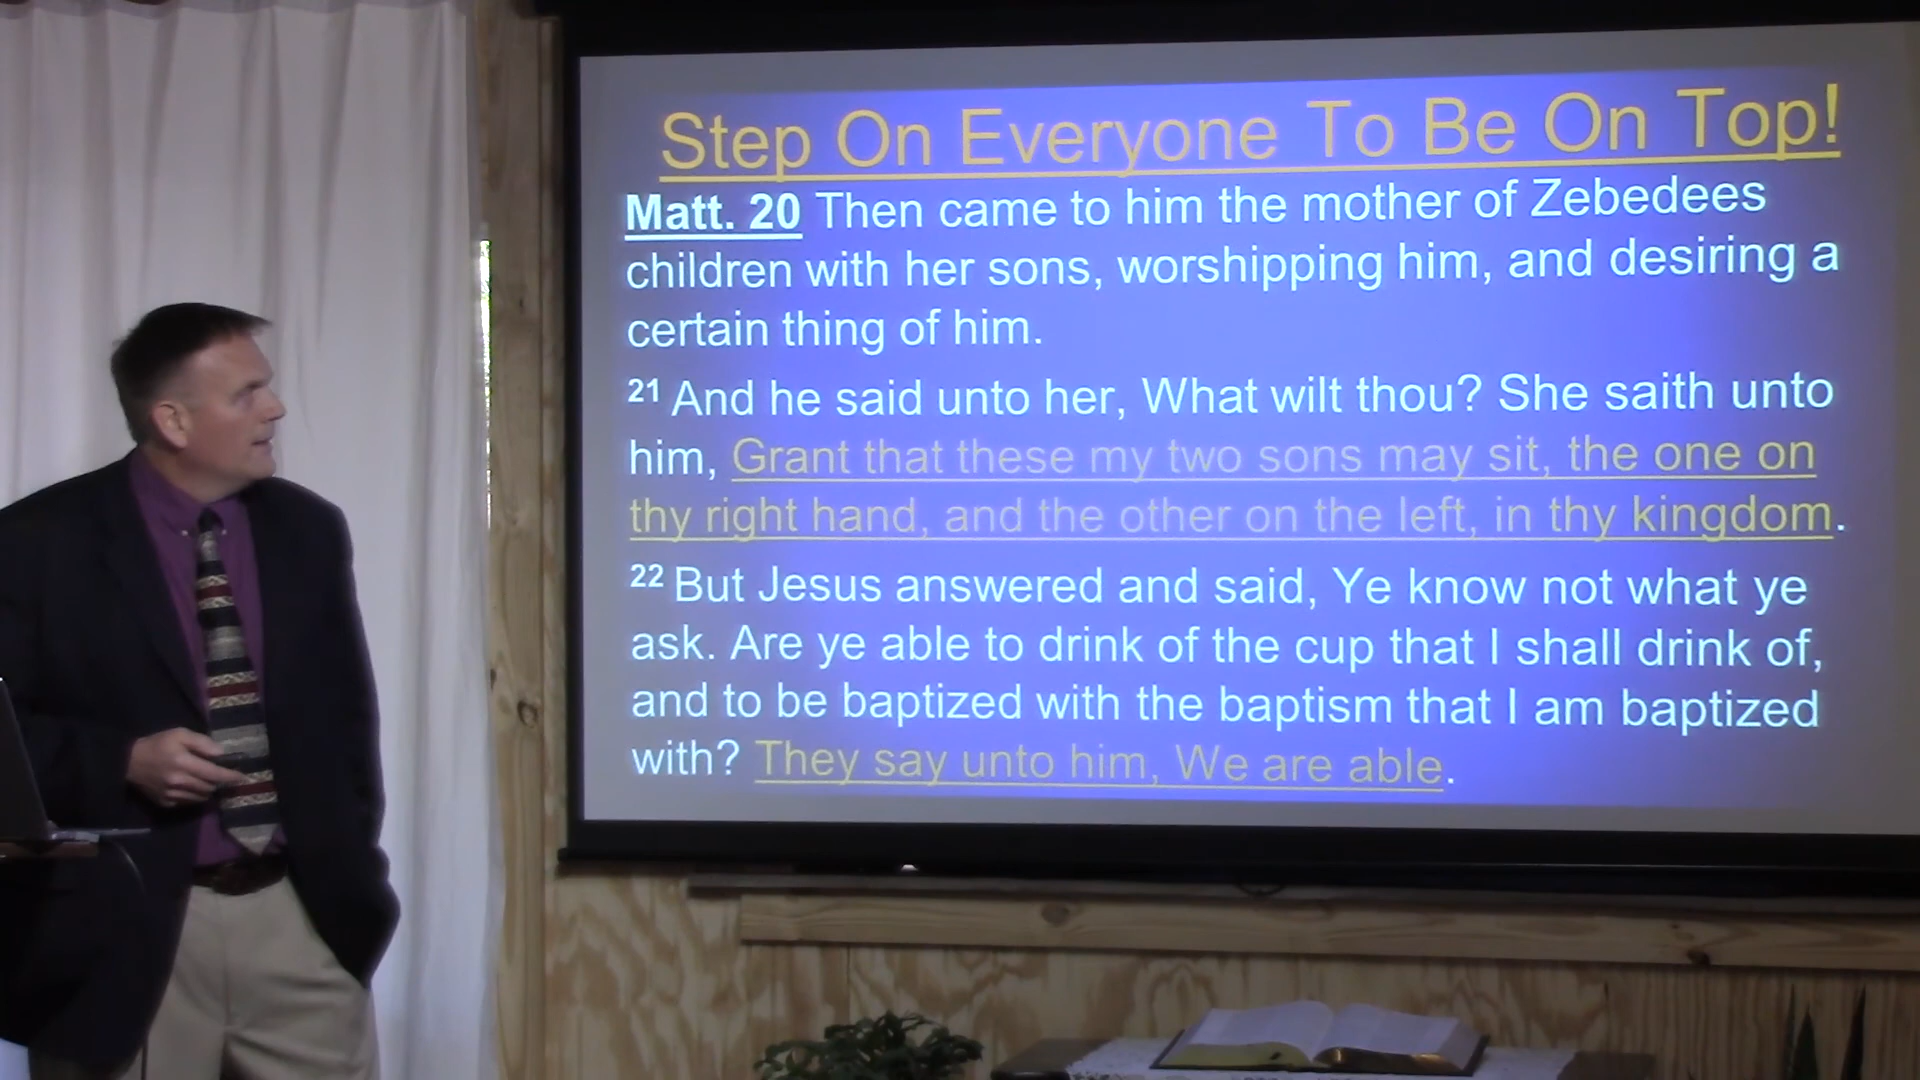 Step On Everyone To Be On Top!
Matt. 20 Then came to him the mother of Zebedees
children with her sons, worshipping him, and desiring a
certain thing of him.
21 And he said unto her, What wilt thou? She saith unto
him, Grant that these my two sons may sit, the one on
thy right hand, and the other on the left, in thy kingdom.
22 But Jesus answered and said, Ye know not what ye
ask. Are ye able to drink of the cup that I shall drink of,
and to be baptized with the baptism that I am baptized
with? They say unto him, We are able.